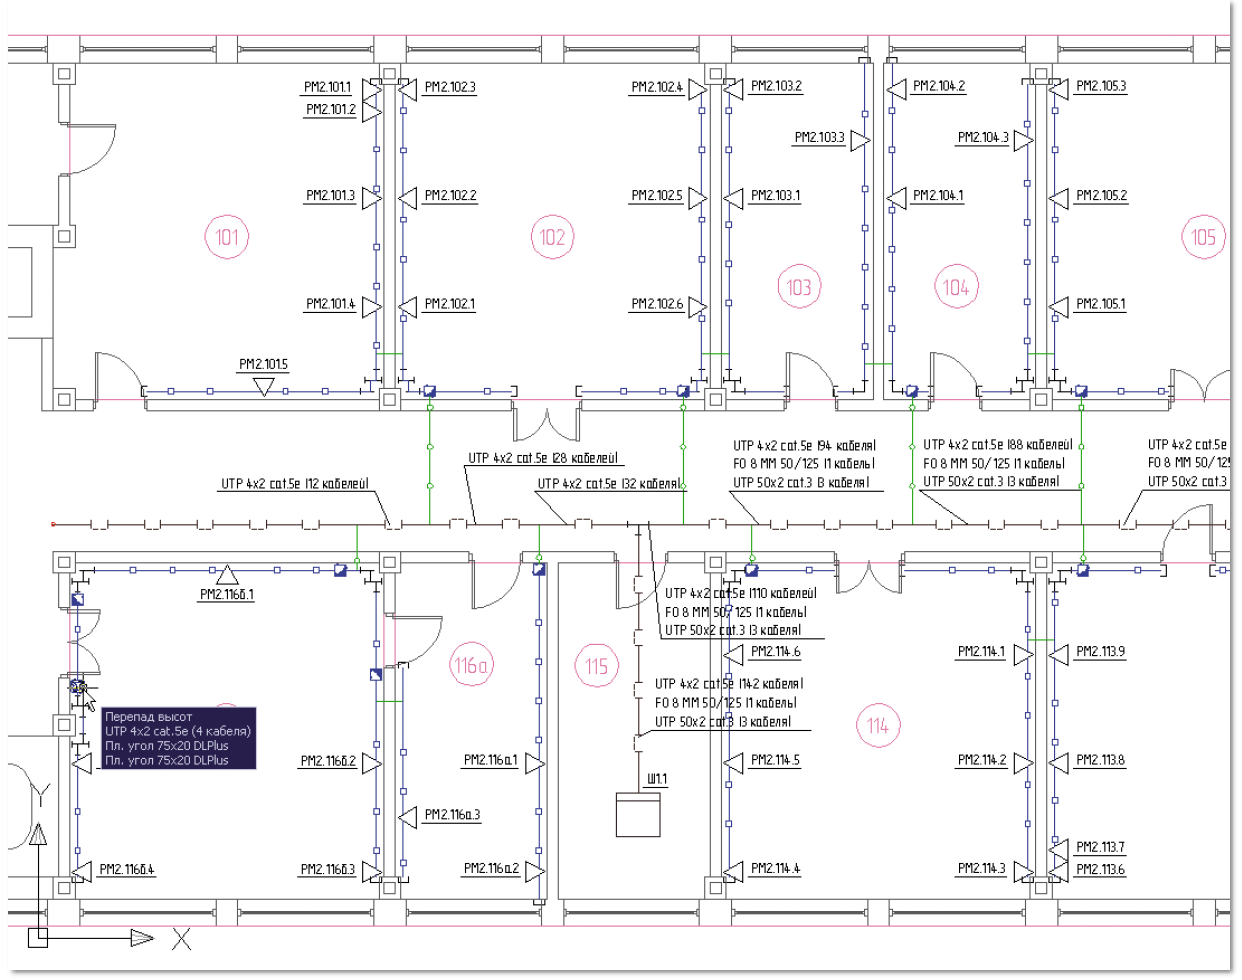 РМ2.101.1
РМ2.102.3
РМ2.102.4
РМ2.103.2
РМ2.104.2
РМ2.105.3
РМ2.101.2
РМ2.103.3
РМ2.104.3
РМ2.101.3
РМ2.102.2
РМ2.102.5
РМ2.103.1
РМ2.104.1
РМ2.105.2
101
102
105
103
104
РМ2.101.4
РМ2.102.1
РМ2.102.6
РМ2.105.1
РМ2.101.5
UTP 4x2 cat.5e |94 кабеля|
FO 8 MM 50/125 |1 кабель|
UTP 50x2 cat.3 |3 кабеля|
UTP 4x2 cat.5e |88 кабелей|
FO 8 MM 50/125 |1 кабель|
UTP 50x2 cat.3 |3 кабеля|
UTP 4x2 cat.5e
FO 8 MM 50/12
UTP 50x2 cat.3
UTP 4x2 cat.5e |28 кабелей|
UTP 4x2 cat.5e |12 кабелей|
UTP 4x2 cat.5e |32 кабеля|
РМ2.116б.1
UTP 4x2 cat.5e |110 кабелей|
FO 8 MM 50/125 |1 кабель|
UTP 50x2 cat.3 |3 кабеля|
116а
115
РМ2.114.6
РМ2.114.1
РМ2.113.9
UTP 4x2 cat.5e |142 кабеля|
FO 8 MM 50/125 |1 кабель|
UTP 50x2 cat.3 |3 кабеля|
114
Перепад высот
UTP 4x2 cat.5e (4 кабеля)
Пл. угол 75x20 DLPlus
Пл. угол 75x20 DLPlus
РМ2.116б.2
РМ2.116а.1
РМ2.114.5
РМ2.114.2
РМ2.113.8
Ш1.1
Y
РМ2.116а.3
РМ2.113.7
РМ2.116б.4
РМ2.116б.3
РМ2.116а.2
РМ2.114.4
РМ2.114.3
РМ2.113.6
X